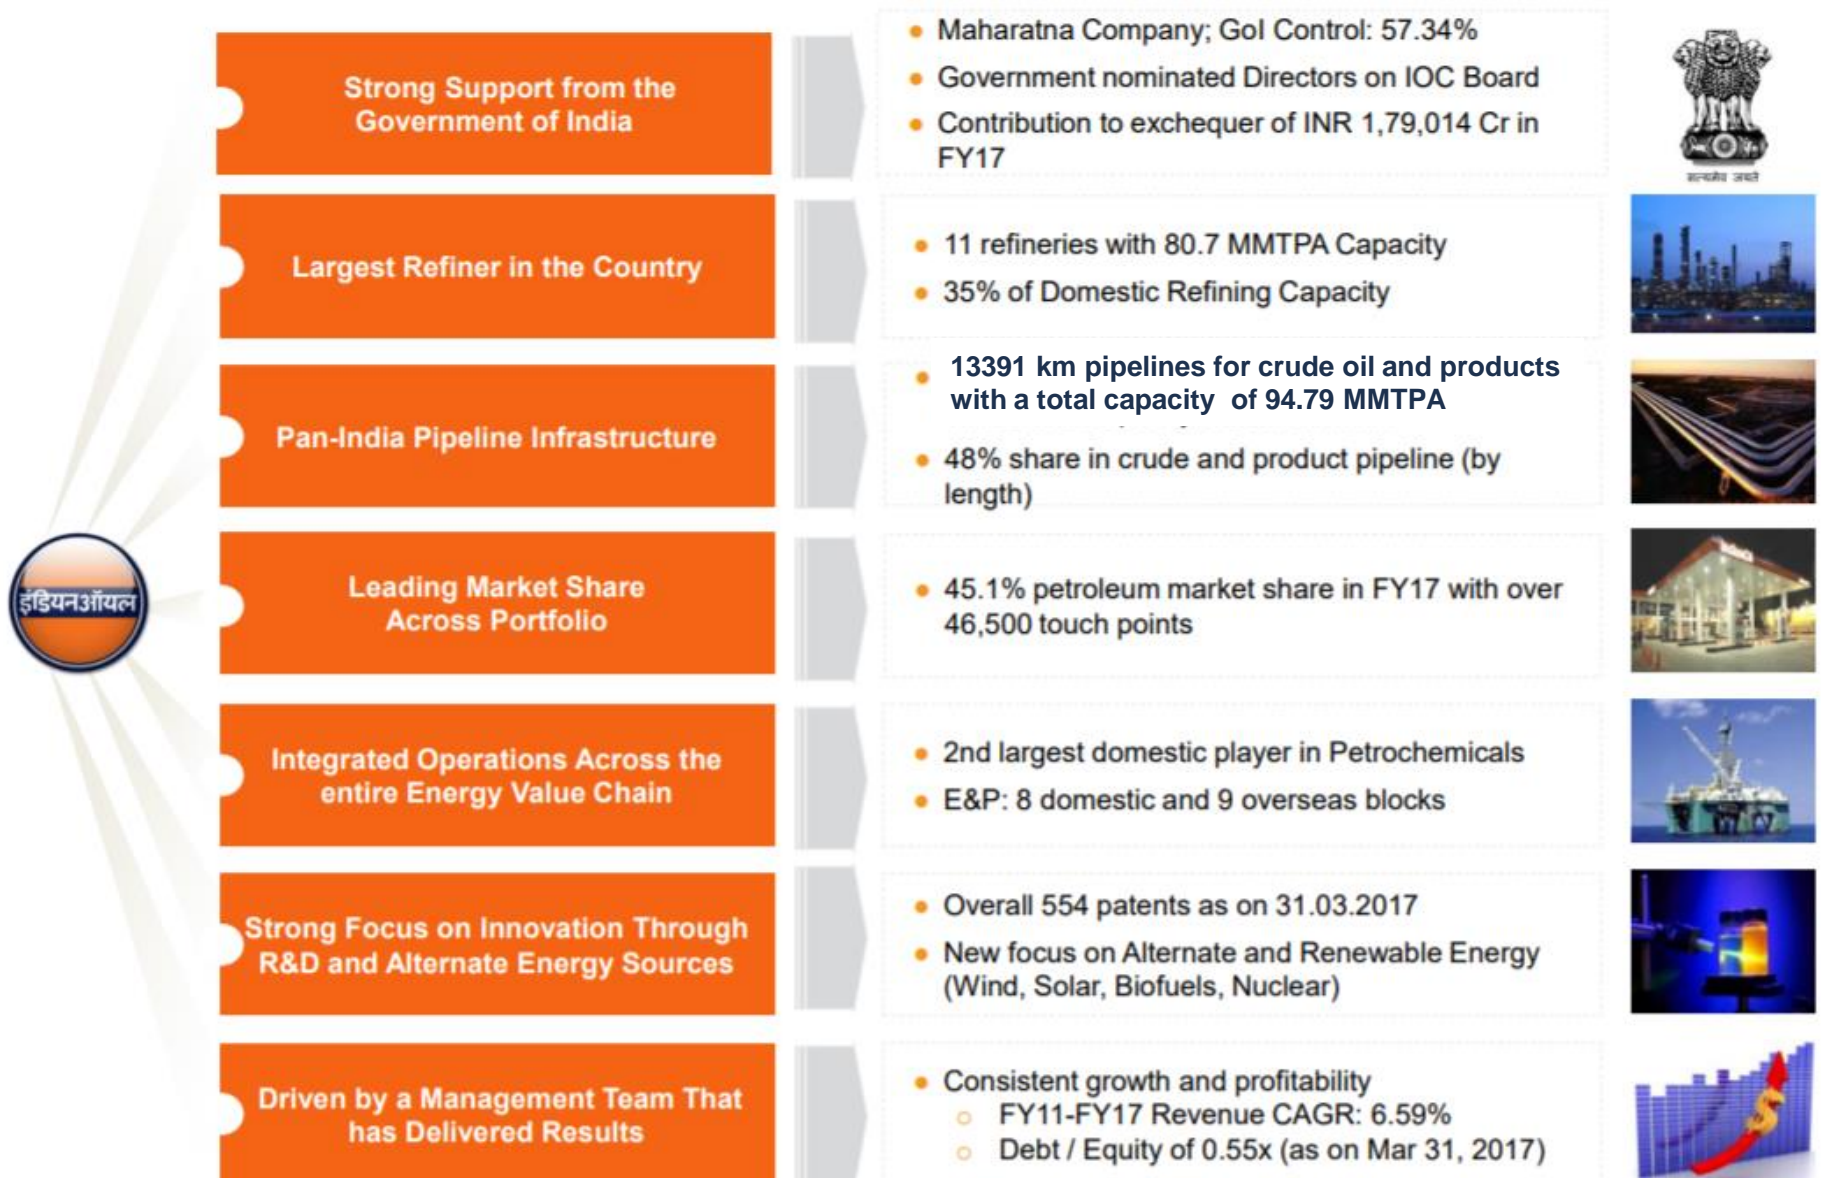 Strong Support from the
Government of India
● Maharatna Company; GoI Control: 57.34%
● Government nominated Directors on IOC Board
● Contribution to exchequer of INR 1,79,014 Cr in
FY17
सत्यमेव जयते
Largest Refiner in the Country
● 11 refineries with 80.7 MMTPA Capacity
● 35% of Domestic Refining Capacity
Pan-India Pipeline Infrastructure
● 13391 km pipelines for crude oil and products
with a total capacity of 94.79 MMTPA
● 48% share in crude and product pipeline (by
length)
इंडियनऑयल
Leading Market Share
Across Portfolio
● 45.1% petroleum market share in FY17 with over
46,500 touch points
Integrated Operations Across the
entire Energy Value Chain
● 2nd largest domestic player in Petrochemicals
● E&P: 8 domestic and 9 overseas blocks
Strong Focus on Innovation Through
R&D and Alternate Energy Sources
● Overall 554 patents as on 31.03.2017
● New focus on Alternate and Renewable Energy
(Wind, Solar, Biofuels, Nuclear)
Driven by a Management Team That
has Delivered Results
● Consistent growth and profitability
○ FY11-FY17 Revenue CAGR: 6.59%
○ Debt / Equity of 0.55x (as on Mar 31, 2017)